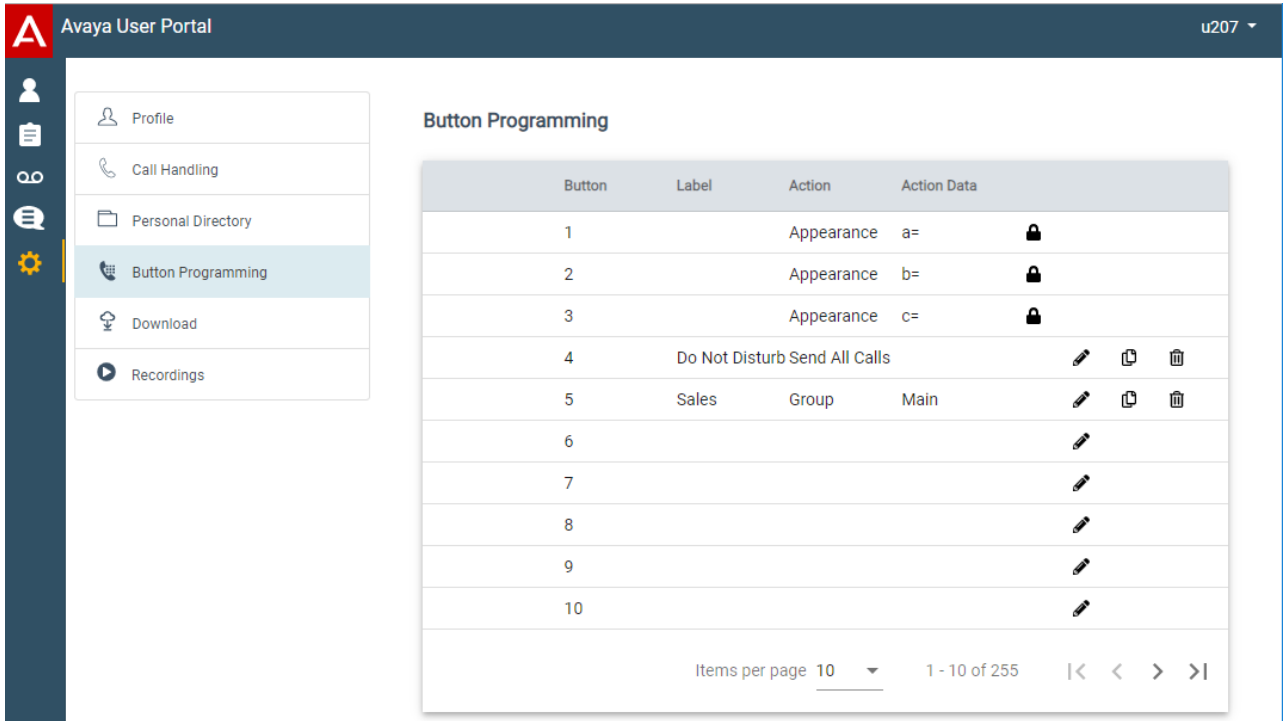 Avaya User Portal u207
Profile
Call Handling
Personal Directory
Button Programming
Download
Recordings
Button Programming
Button Label Action Action Data
1 Appearance a=
2 Appearance b=
3 Appearance c=
4 Do Not Disturb Send All Calls
5 Sales Group Main
6
7
8
9
10
Items per page 10 1 - 10 of 255